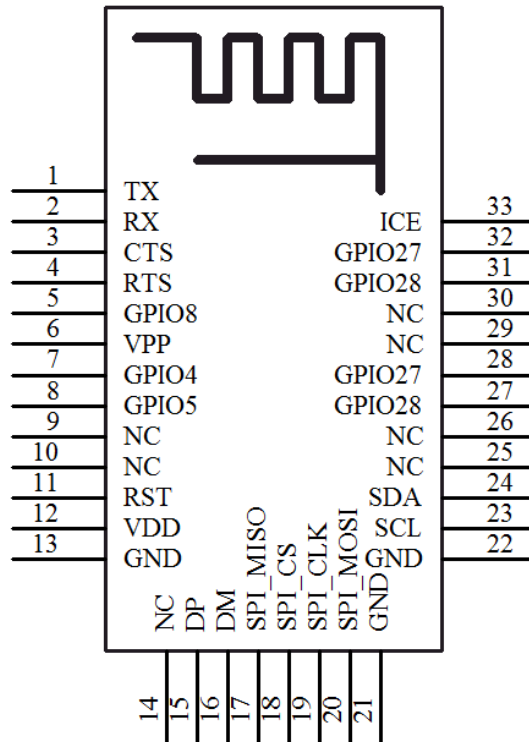 1 TX
2 RX
3 CTS
4 RTS
5 GPIO8
6 VPP
7 GPIO4
8 GPIO5
9 NC
10 NC
11 RST
12 VDD
13 GND
14 NC
15 DP
16 DM
17 SPI_MISO
18 SPI_CS
19 SPI_CLK
20 SPI_MOSI
21 GND
ICE 33
GPIO27 32
GPIO28 31
NC 30
NC 29
GPIO27 28
GPIO28 27
NC 26
NC 25
SDA 24
SCL 23
GND 22